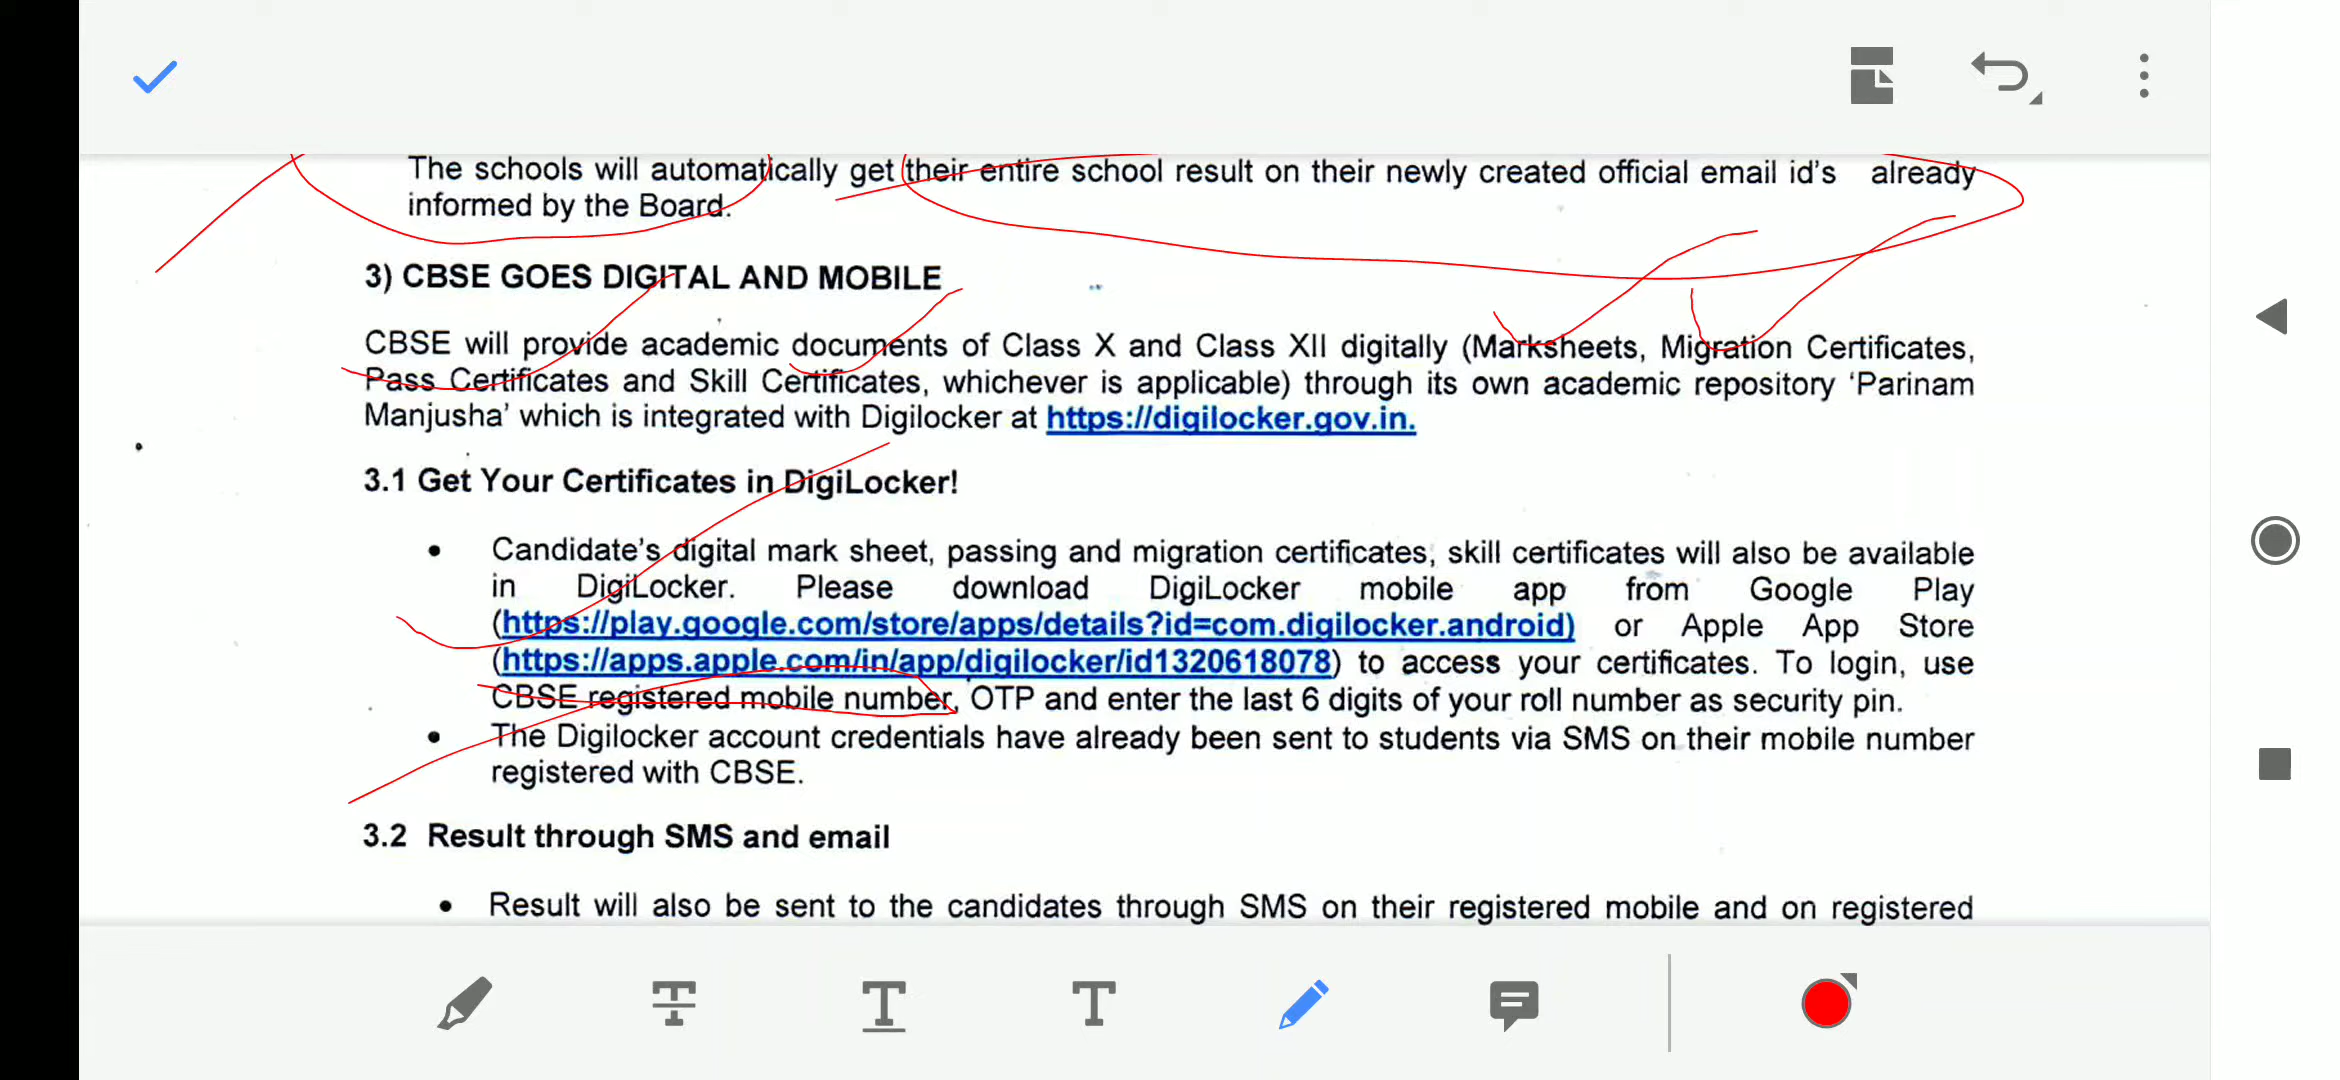 The schools will automatically get their entire school result on their newly created official email id's already
informed by the Board.
3) CBSE GOES DIGITAL AND MOBILE
CBSE will provide academic documents of Class X and Class XII digitally (Marksheets, Migration Certificates,
Pass Certificates and Skill Certificates, whichever is applicable) through its own academic repository ‘Parinam
Manjusha’ which is integrated with Digilocker at https://digilocker.gov.in.
3.1 Get Your Certificates in DigiLocker!
• Candidate's digital mark sheet, passing and migration certificates, skill certificates will also be available
in DigiLocker. Please download DigiLocker mobile app from Google Play
(https://play.google.com/store/apps/details?id=com.digilocker.android) or Apple App Store
(https://apps.apple.com/in/app/digilocker/id1320618078) to access your certificates. To login, use
CBSE registered mobile number, OTP and enter the last 6 digits of your roll number as security pin.
• The Digilocker account credentials have already been sent to students via SMS on their mobile number
registered with CBSE.
3.2 Result through SMS and email
• Result will also be sent to the candidates through SMS on their registered mobile and on registered